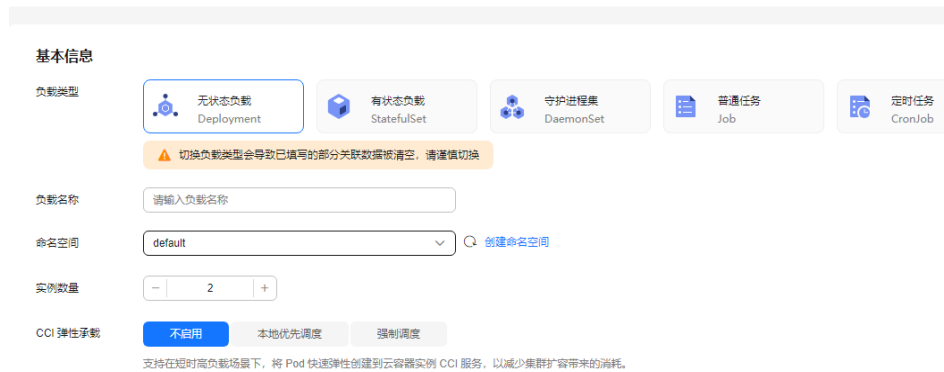 基本信息
负载类型
无状态负载
Deployment
有状态负载
StatefulSet
守护进程集
DaemonSet
普通任务
Job
定时任务
CronJob
切换负载类型会导致已填写的部分关联数据被清空，请谨慎切换
负载名称
请输入负载名称
命名空间
default
创建命名空间
实例数量
− 2 +
CCI 弹性承载
不启用 本地优先调度 强制调度
支持在短时高负载场景下，将 Pod 快速弹性创建到云容器实例 CCI 服务，以减少集群扩容带来的消耗。